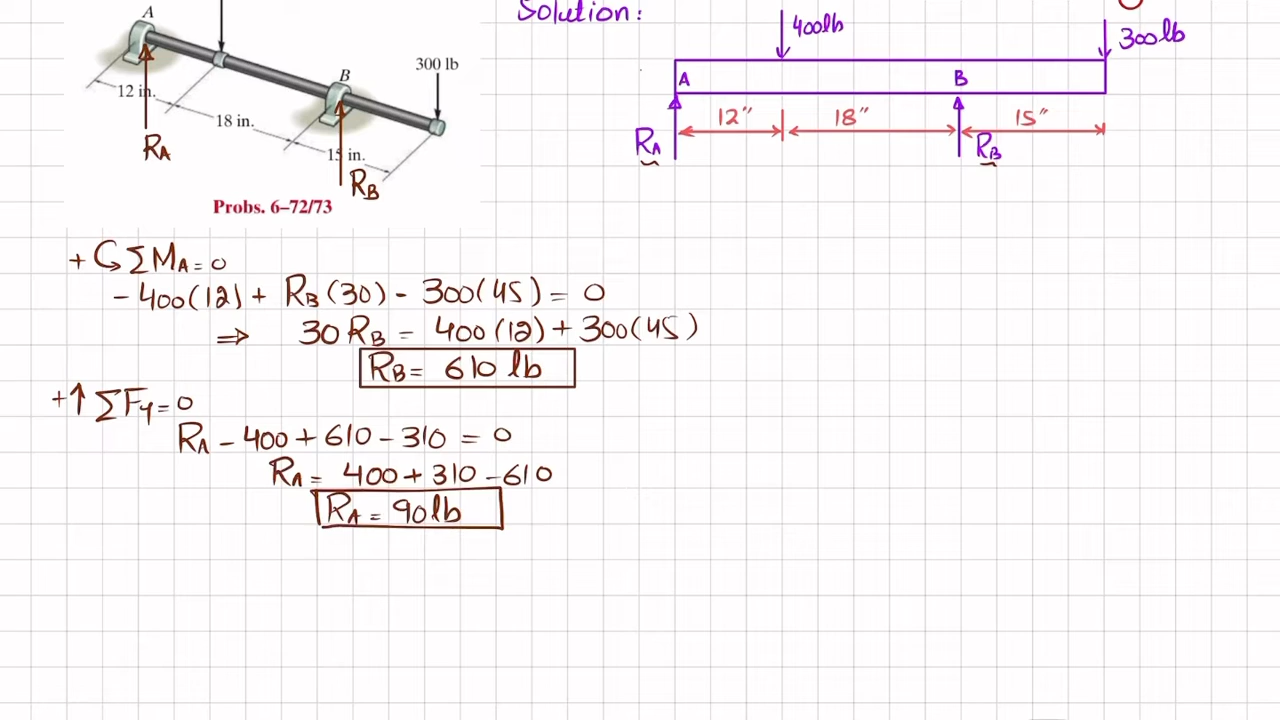 Solution:
A
B
300 lb
12 in.
18 in.
15 in.
RA
RB
Probs. 6–72/73
400lb
300lb
A
B
12"
18"
15"
RA
RB
+ ΣMA = 0
- 400(12) + RB(30) - 300(45) = 0
⇒ 30 RB = 400(12) + 300(45)
RB = 610 lb
+↑ ΣFy = 0
RA - 400 + 610 - 310 = 0
RA = 400 + 310 - 610
RA = 90lb